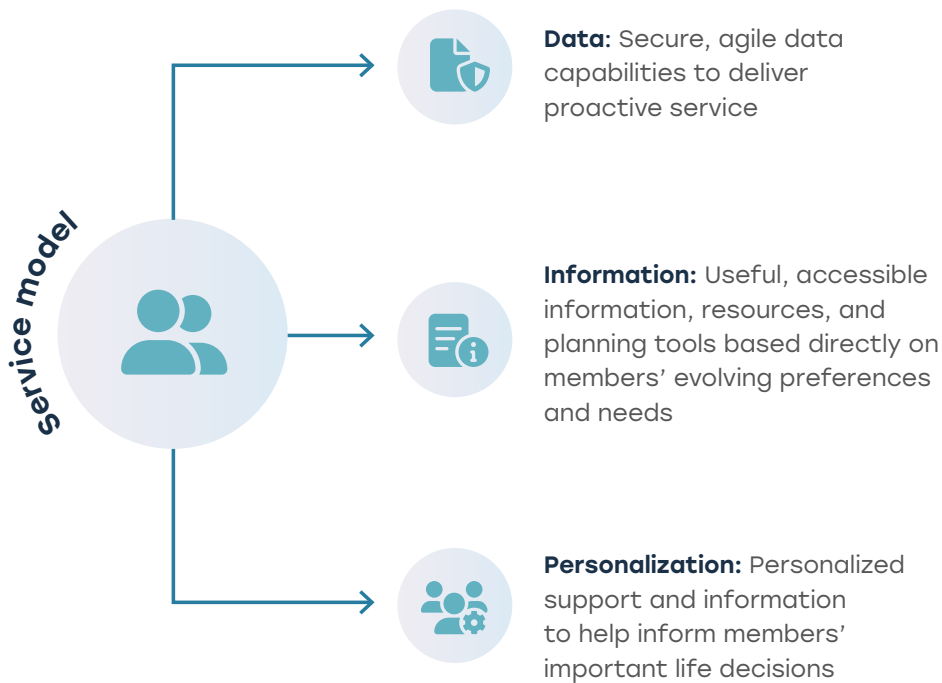 Service model
Data: Secure, agile data
capabilities to deliver
proactive service
Information: Useful, accessible
information, resources, and
planning tools based directly on
members’ evolving preferences
and needs
Personalization: Personalized
support and information
to help inform members’
important life decisions